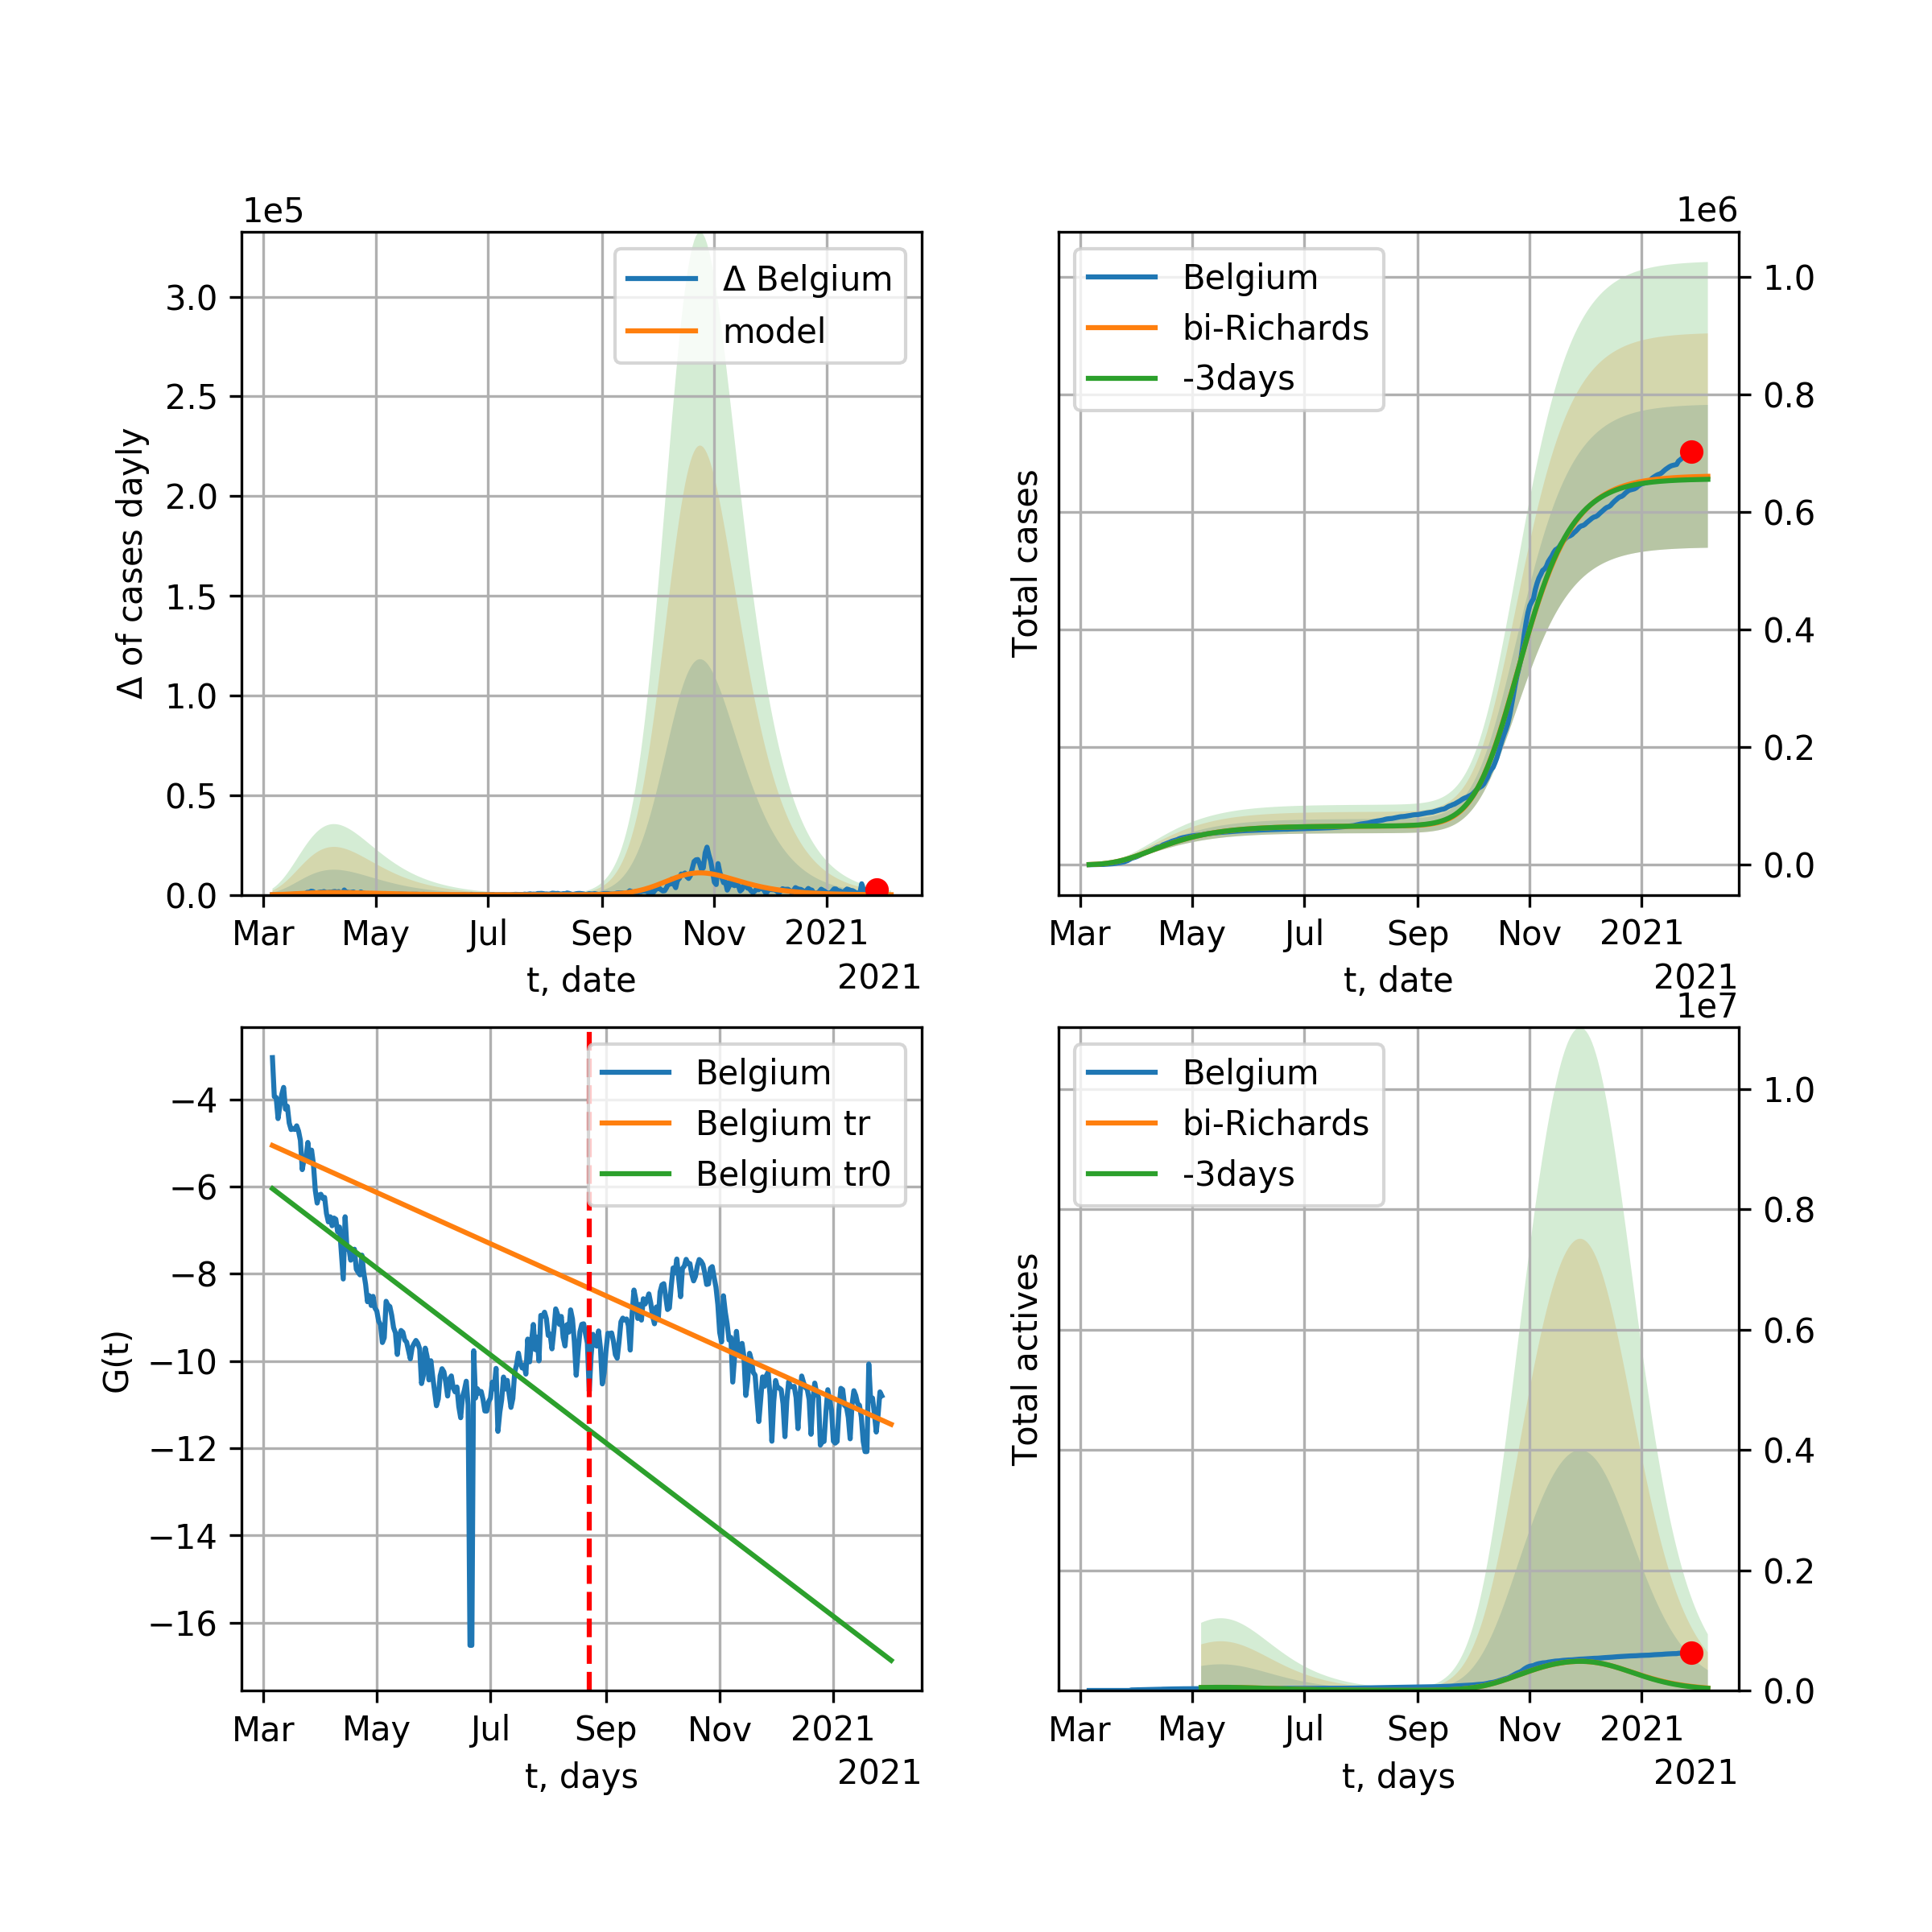 1e5
3.0
2.5
2.0
1.5
1.0
0.5
0.0
Δ of cases dayly
Δ Belgium
model
Mar May Jul Sep Nov 2021
t, date
2021
1e6
Belgium
bi-Richards
-3days
Total cases
1.0
0.8
0.6
0.4
0.2
0.0
Mar May Jul Sep Nov 2021
t, date
2021
−4
−6
−8
−10
−12
−14
−16
G(t)
Belgium
Belgium tr
Belgium tr0
Mar May Jul Sep Nov 2021
t, days
2021
1e7
Belgium
bi-Richards
-3days
Total actives
1.0
0.8
0.6
0.4
0.2
0.0
Mar May Jul Sep Nov 2021
t, days
2021